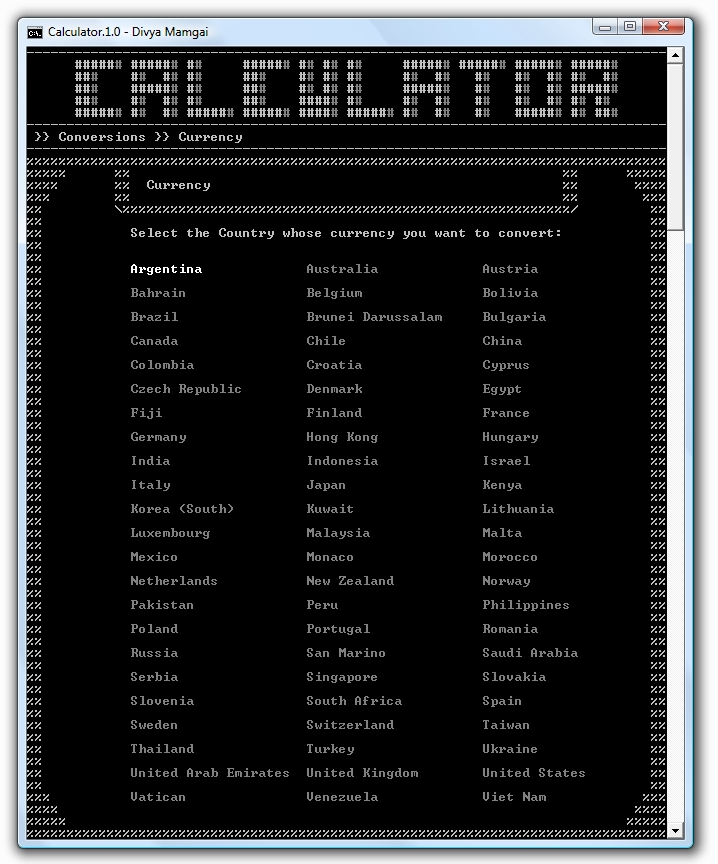 Calculator.1.0 - Divya Mamgai
CALCULATOR
>> Conversions >> Currency
Currency
Select the Country whose currency you want to convert:
Argentina Australia Austria
Bahrain Belgium Bolivia
Brazil Brunei Darussalam Bulgaria
Canada Chile China
Colombia Croatia Cyprus
Czech Republic Denmark Egypt
Fiji Finland France
Germany Hong Kong Hungary
India Indonesia Israel
Italy Japan Kenya
Korea (South) Kuwait Lithuania
Luxembourg Malaysia Malta
Mexico Monaco Morocco
Netherlands New Zealand Norway
Pakistan Peru Philippines
Poland Portugal Romania
Russia San Marino Saudi Arabia
Serbia Singapore Slovakia
Slovenia South Africa Spain
Sweden Switzerland Taiwan
Thailand Turkey Ukraine
United Arab Emirates United Kingdom United States
Vatican Venezuela Viet Nam